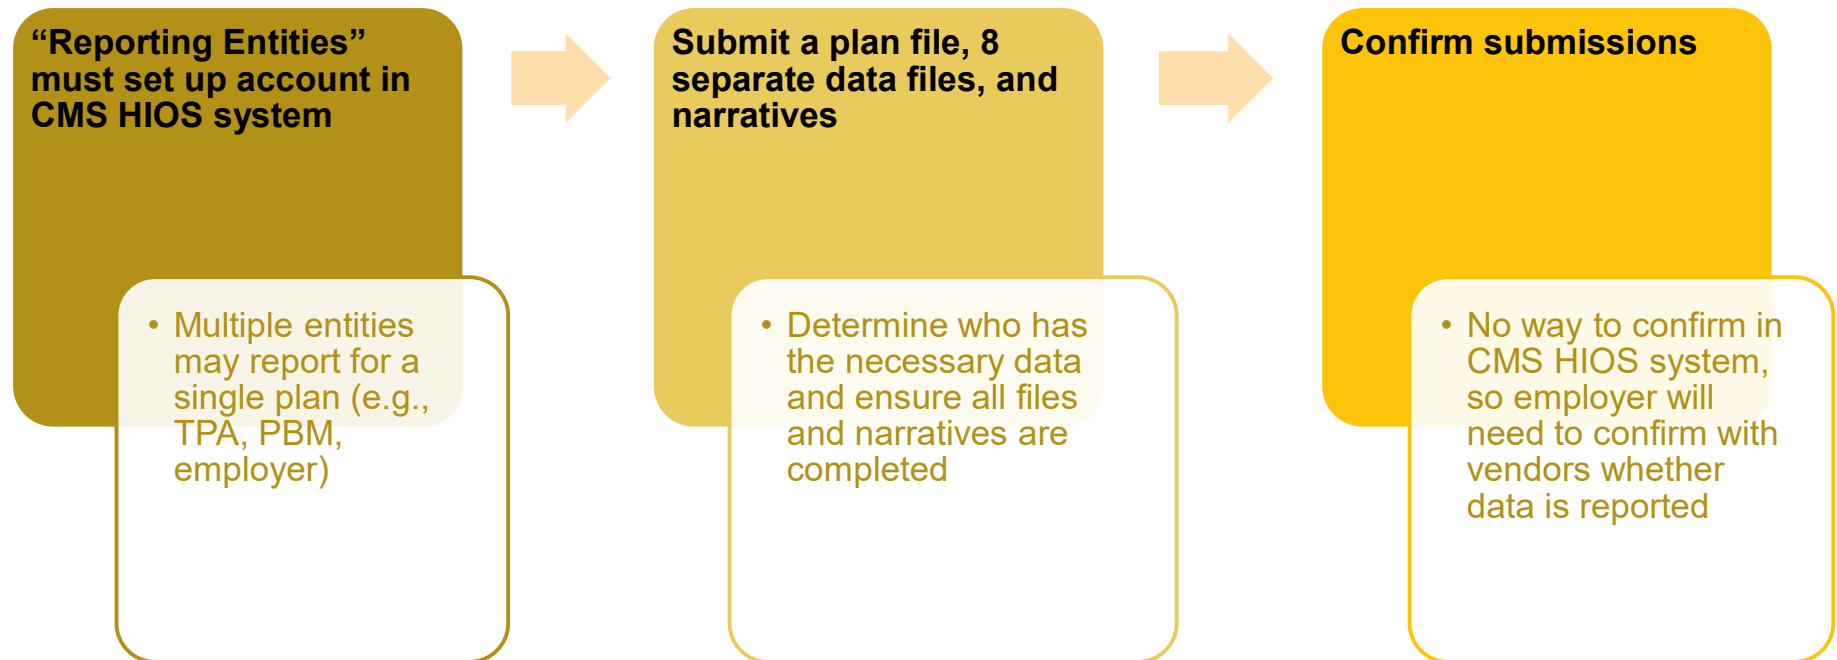 “Reporting Entities”
must set up account in
CMS HIOS system
• Multiple entities
may report for a
single plan (e.g.,
TPA, PBM,
employer)
Submit a plan file, 8
separate data files, and
narratives
• Determine who has
the necessary data
and ensure all files
and narratives are
completed
Confirm submissions
• No way to confirm in
CMS HIOS system,
so employer will
need to confirm with
vendors whether
data is reported